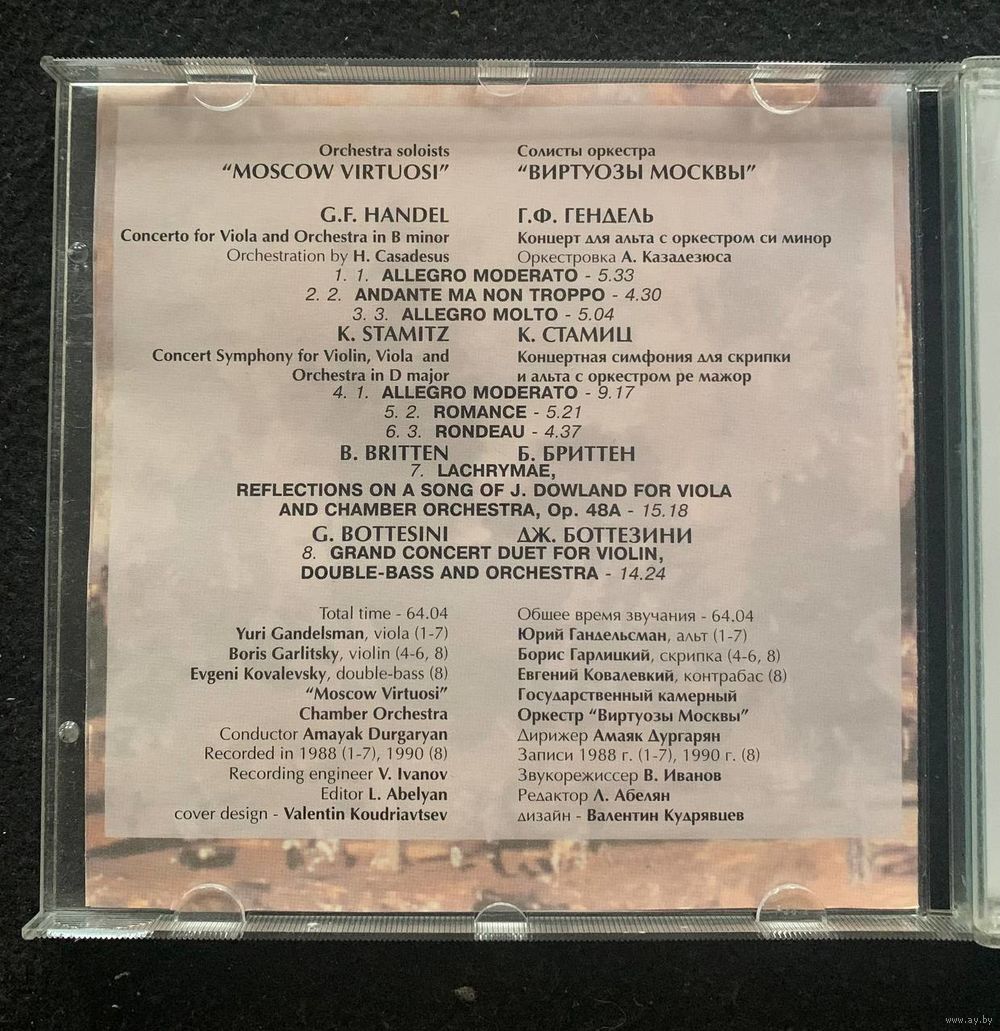 Orchestra soloists
"MOSCOW VIRTUOSI"
G.F. HANDEL
Concerto for Viola and Orchestra in B minor
Orchestration by H. Casadesus
Солисты оркестра
"ВИРТУОЗЫ МОСКВЫ"
Г.Ф. ГЕНДЕЛЬ
Концерт для альта с оркестром си минор
Оркестровка А. Казадезюса
1. 1. ALLEGRO MODERATO - 5.33
2. 2. ANDANTE MA NON TROPPO - 4.30
3. 3. ALLEGRO MOLTO - 5.04
K. STAMITZ
Concert Symphony for Violin, Viola and
Orchestra in D major
К. СТАМИЦ
Концертная симфония для скрипки
и альта с оркестром ре мажор
4. 1. ALLEGRO MODERATO - 9.17
5. 2. ROMANCE - 5.21
6. 3. RONDEAU - 4.37
B. BRITTEN
Б. БРИТТЕН
7. LACHRYMAE,
REFLECTIONS ON A SONG OF J. DOWLAND FOR VIOLA
AND CHAMBER ORCHESTRA, Op. 48A - 15.18
G. BOTTESINI
ДЖ. БОТТЕЗИНИ
8. GRAND CONCERT DUET FOR VIOLIN,
DOUBLE-BASS AND ORCHESTRA - 14.24
Total time - 64.04
Yuri Gandelsman, viola (1-7)
Boris Garlitsky, violin (4-6, 8)
Evgeni Kovalevsky, double-bass (8)
"Moscow Virtuosi"
Chamber Orchestra
Conductor Amayak Durgaryan
Recorded in 1988 (1-7), 1990 (8)
Recording engineer V. Ivanov
Editor L. Abelyan
cover design - Valentin Koudriavtsev
Общее время звучания - 64.04
Юрий Гандельсман, альт (1-7)
Борис Гарлицкий, скрипка (4-6, 8)
Евгений Ковалевкий, контрабас (8)
Государственный камерный
Оркестр "Виртуозы Москвы"
Дирижер Амаяк Дургарян
Записи 1988 г. (1-7), 1990 г. (8)
Звукорежиссер В. Иванов
Редактор Л. Абелян
дизайн - Валентин Кудрявцев
www.ay.by